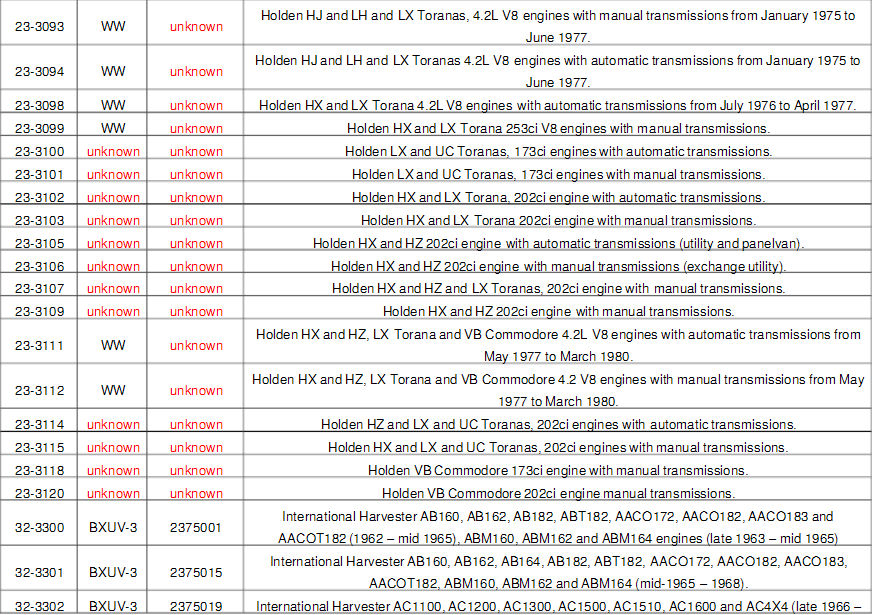 Holden HJ and LH and LX Toranas, 4.2L V8 engines with manual transmissions from January 1975 to
23-3093 WW unknown
June 1977.
Holden HJ and LH and LX Toranas 4.2L V8 engines with automatic transmissions from January 1975 to
23-3094 WW unknown
June 1977.
23-3098 WW unknown Holden HX and LX Torana 4.2L V8 engines with automatic transmissions from July 1976 to April 1977.
23-3099 WW unknown Holden HX and LX Torana 253ci V8 engines with manual transmissions.
23-3100 unknown unknown Holden LX and UC Toranas, 173ci engines with automatic transmissions.
23-3101 unknown unknown Holden LX and UC Toranas, 173ci engines with manual transmissions.
23-3102 unknown unknown Holden HX and LX Torana, 202ci engine with automatic transmissions.
23-3103 unknown unknown Holden HX and LX Torana 202ci engine with manual transmissions.
23-3105 unknown unknown Holden HX and HZ 202ci engine with automatic transmissions (utility and panelvan).
23-3106 unknown unknown Holden HX and HZ 202ci engine with manual transmissions (exchange utility).
23-3107 unknown unknown Holden HX and HZ and LX Toranas, 202ci engine with manual transmissions.
23-3109 unknown unknown Holden HX and HZ 202ci engine with manual transmissions.
Holden HX and HZ, LX Torana and VB Commodore 4.2L V8 engines with automatic transmissions from
23-3111 WW unknown
May 1977 to March 1980.
Holden HX and HZ, LX Torana and VB Commodore 4.2 V8 engines with manual transmissions from May
23-3112 WW unknown
1977 to March 1980.
23-3114 unknown unknown Holden HZ and LX and UC Toranas, 202ci engines with automatic transmissions.
23-3115 unknown unknown Holden HX and LX and UC Toranas, 202ci engines with manual transmissions.
23-3118 unknown unknown Holden VB Commodore 173ci engine with manual transmissions.
23-3120 unknown unknown Holden VB Commodore 202ci engine manual transmissions.
International Harvester AB160, AB162, AB182, ABT182, AACO172, AACO182, AACO183 and
32-3300 BXUV-3 2375001
AACOT182 (1962 – mid 1965), ABM160, ABM162 and ABM164 engines (late 1963 – mid 1965)
International Harvester AB160, AB162, AB164, AB182, ABT182, AACO172, AACO182, AACO183,
32-3301 BXUV-3 2375015
AACOT182, ABM160, ABM162 and ABM164 (mid-1965 – 1968).
32-3302 BXUV-3 2375019 International Harvester AC1100, AC1200, AC1300, AC1500, AC1510, AC1600 and AC4X4 (late 1966 –